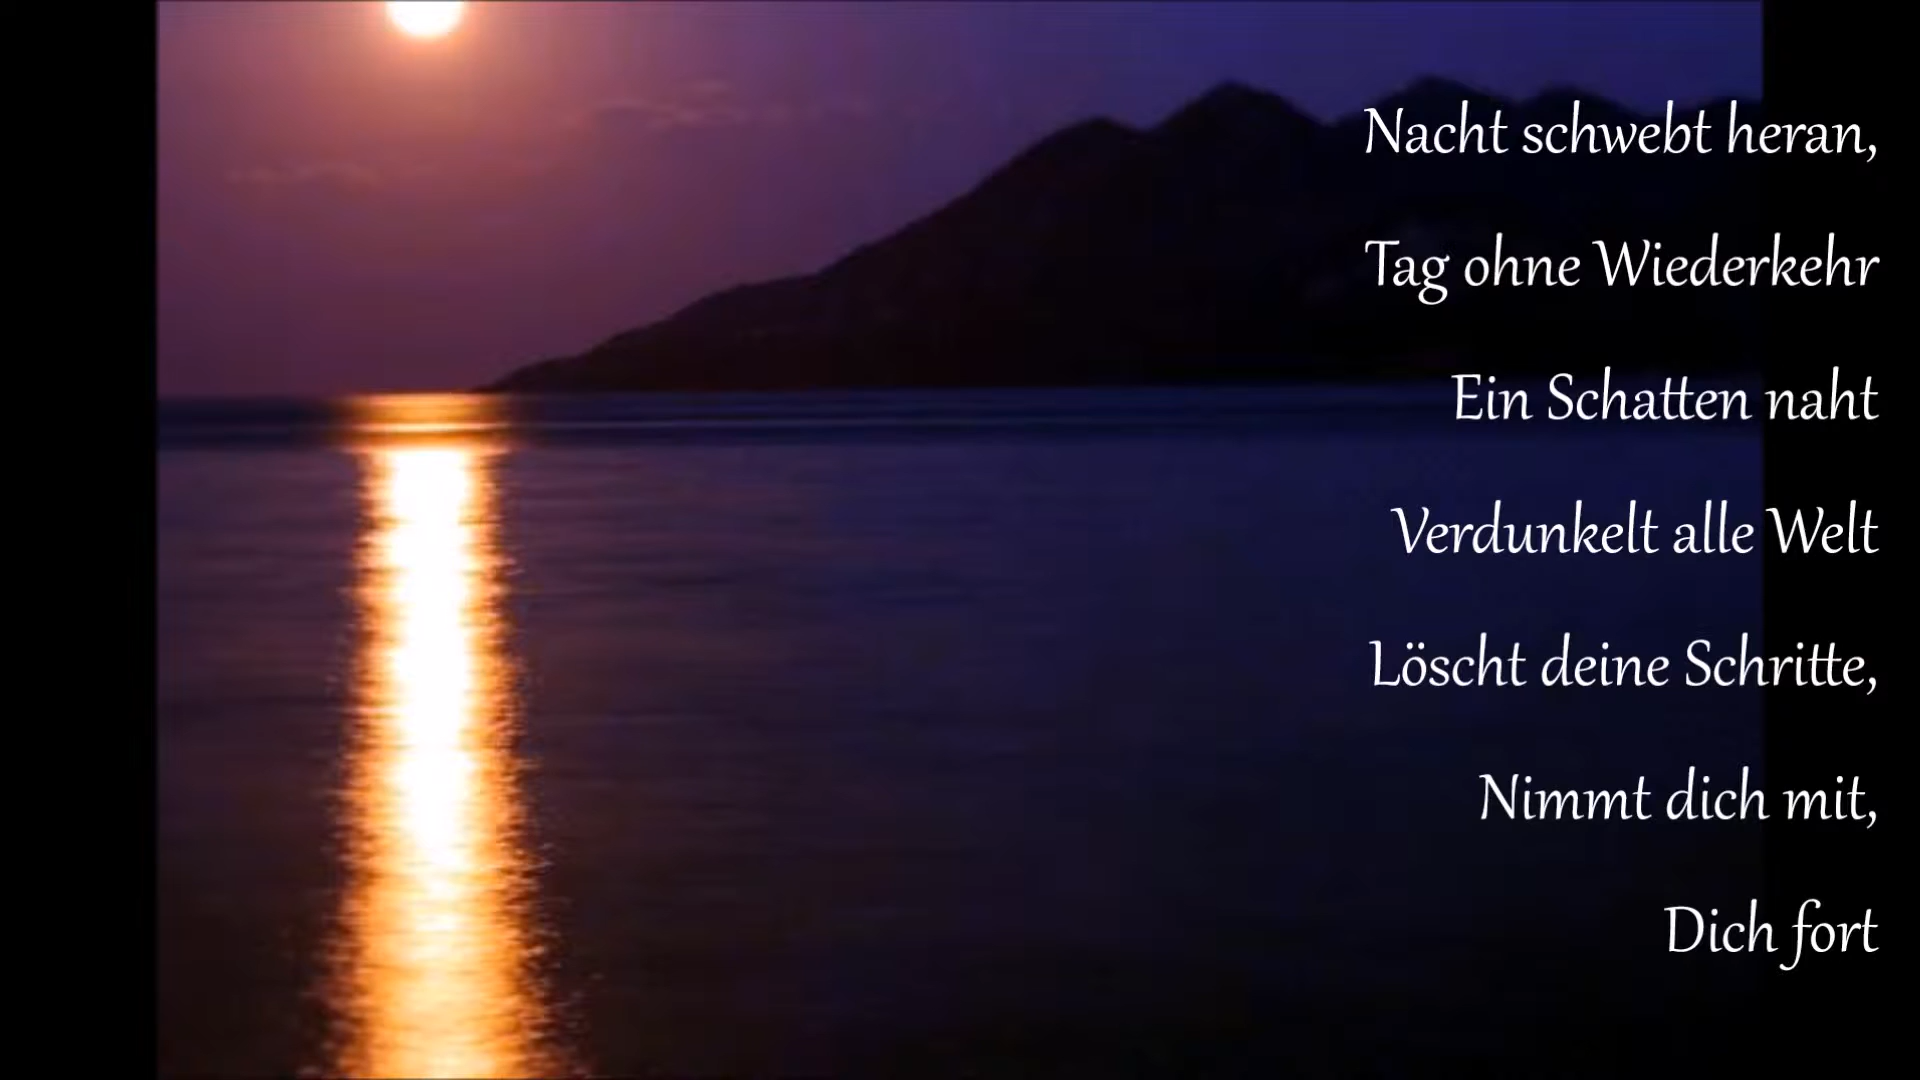 Nacht schwebt heran,
Tag ohne Wiederkehr
Ein Schatten naht
Verdunkelt alle Welt
Löscht deine Schritte,
Nimmt dich mit,
Dich fort